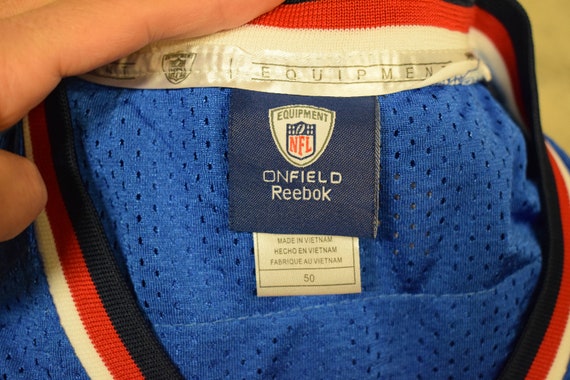 EQUIPMENT
EQUIPMENT
NFL
ONFIELD
Reebok
MADE IN VIETNAM
HECHO EN VIETNAM
FABRIQUE AU VIETNAM
50